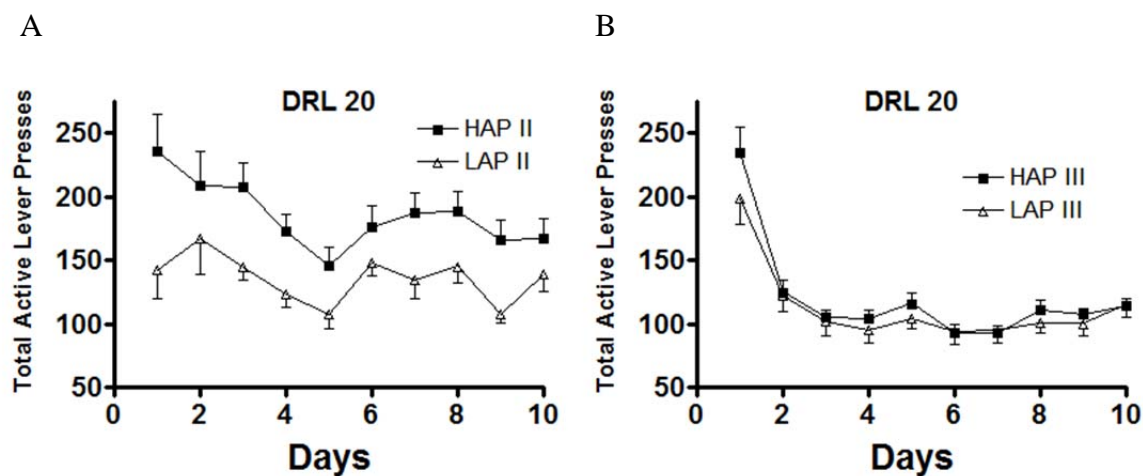 A
B
Total Active Lever Presses
DRL 20
HAP II
LAP II
250
200
150
100
50
0
2
4
6
8
10
Days
Total Active Lever Presses
DRL 20
HAP III
LAP III
250
200
150
100
50
0
2
4
6
8
10
Days